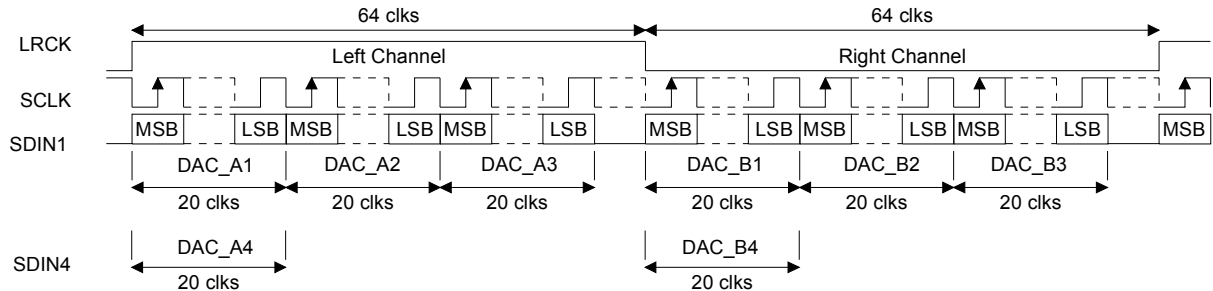 64 clks 64 clks
LRCK Left Channel Right Channel
SCLK
SDIN1 MSB LSB MSB LSB MSB LSB MSB LSB MSB LSB MSB LSB MSB
DAC_A1 DAC_A2 DAC_A3 DAC_B1 DAC_B2 DAC_B3
20 clks 20 clks 20 clks 20 clks 20 clks 20 clks
SDIN4 DAC_A4 DAC_B4
20 clks 20 clks